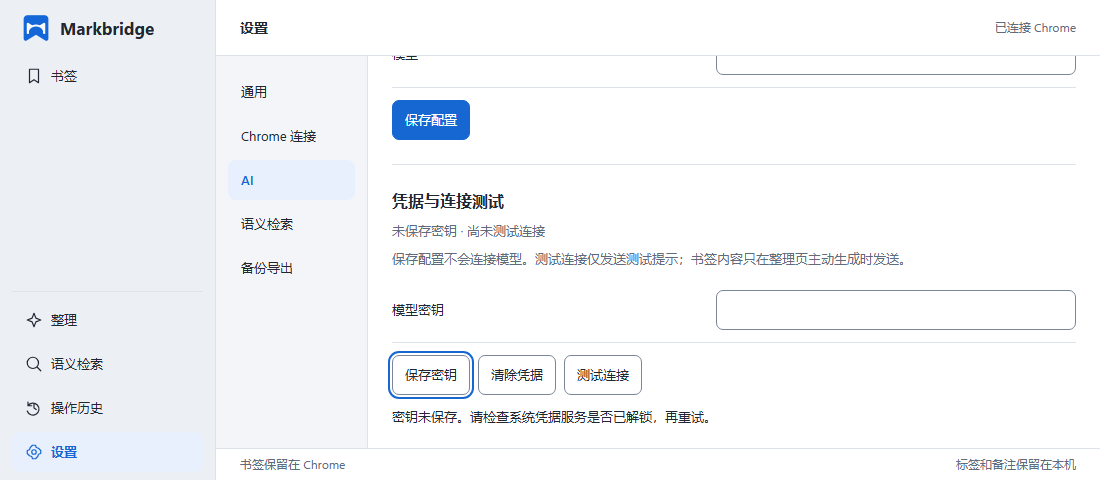 Markbridge
设置
已连接 Chrome
书签
模型
通用
Chrome 连接
AI
语义检索
备份导出
保存配置
凭据与连接测试
未保存密钥 · 尚未测试连接
保存配置不会连接模型。测试连接仅发送测试提示；书签内容只在整理页主动生成时发送。
模型密钥
保存密钥
清除凭据
测试连接
密钥未保存。请检查系统凭据服务是否已解锁，再重试。
整理
语义检索
操作历史
设置
书签保留在 Chrome
标签和备注保留在本机